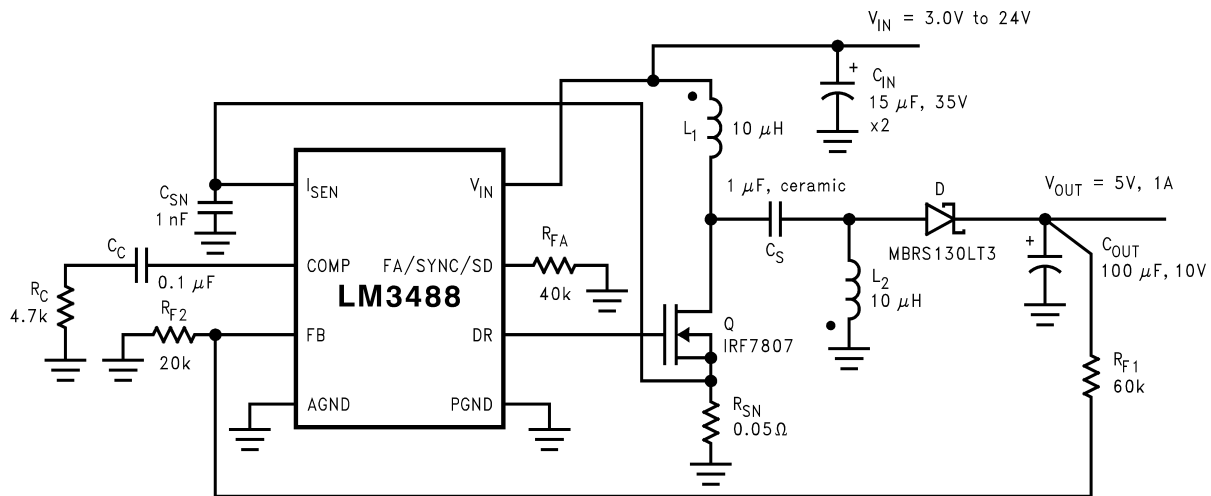 V_IN = 3.0V to 24V
C_IN
15 μF, 35V
x2
L_1
10 μH
I_SEN
V_IN
C_SN
1 nF
1 μF, ceramic
C_S
D
MBRS130LT3
V_OUT = 5V, 1A
C_OUT
100 μF, 10V
C_C
0.1 μF
COMP
FA/SYNC/SD
R_FA
40k
LM3488
R_C
4.7k
R_F2
20k
FB
DR
Q
IRF7807
L_2
10 μH
R_F1
60k
AGND
PGND
R_SN
0.05Ω